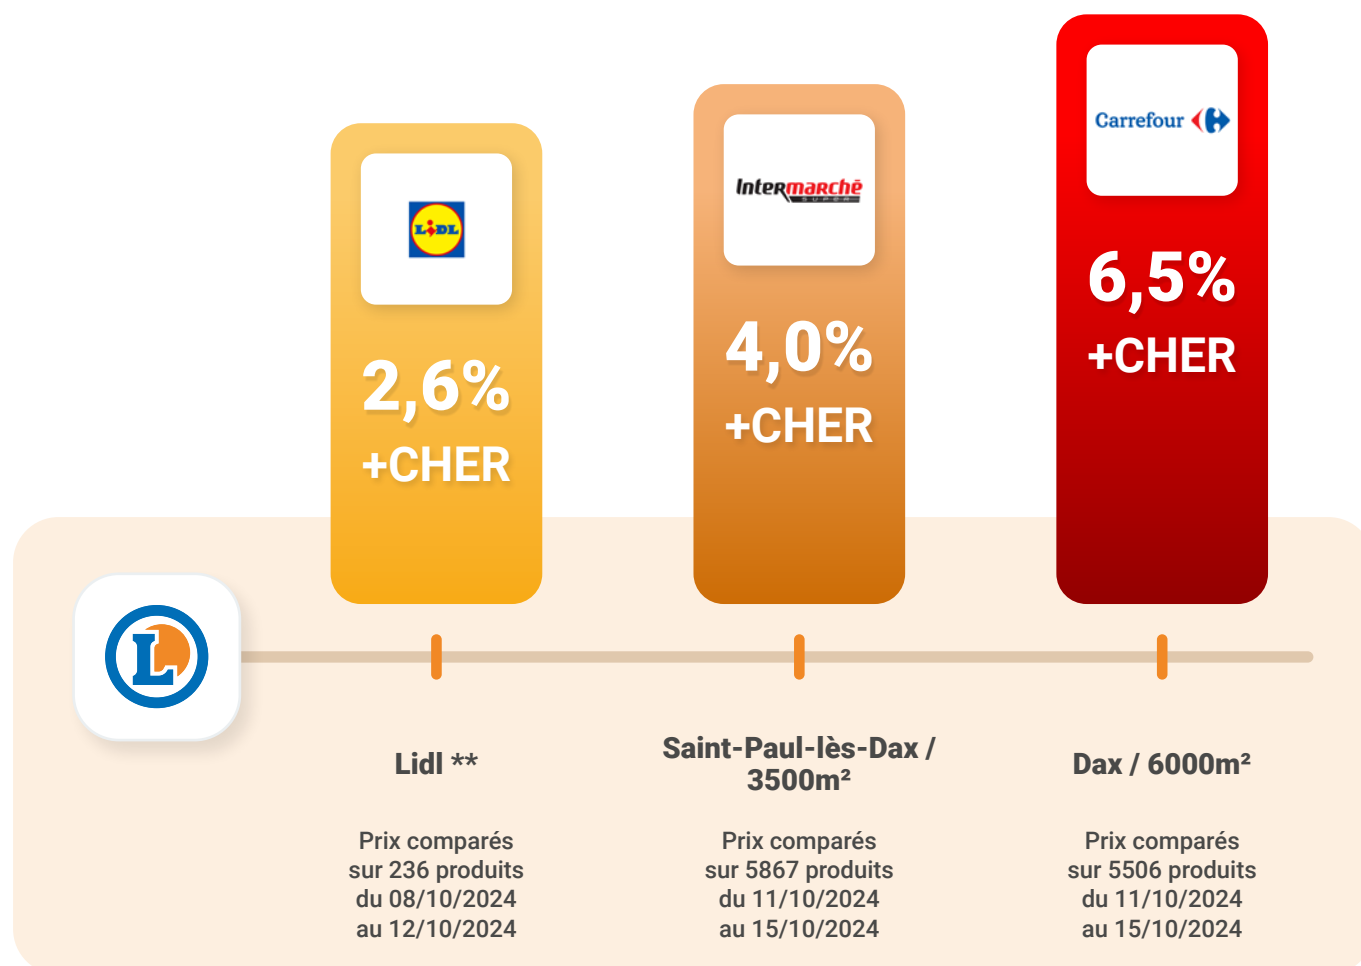 LIDL
2,6%
+CHER
Intermarchē
SUPER
4,0%
+CHER
Carrefour
6,5%
+CHER
L
Lidl **
Prix comparés
sur 236 produits
du 08/10/2024
au 12/10/2024
Saint-Paul-lès-Dax /
3500m²
Prix comparés
sur 5867 produits
du 11/10/2024
au 15/10/2024
Dax / 6000m²
Prix comparés
sur 5506 produits
du 11/10/2024
au 15/10/2024